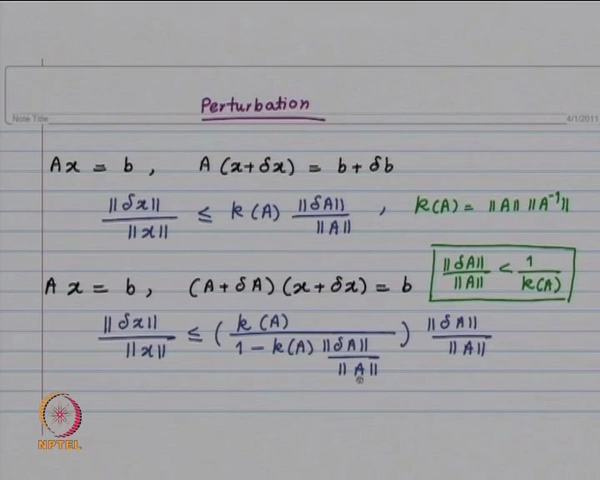 Perturbation
Note Title 4/1/2011
Ax = b , A (x+δx) = b+δb
||δx|| / ||x|| ≤ k(A) ||δA|| / ||A|| , k(A) = ||A|| ||A⁻¹||
Ax = b , (A+δA) (x+δx) = b ||δA|| / ||A|| < 1 / k(A)
||δx|| / ||x|| ≤ ( k(A) / 1 - k(A) ||δA|| / ||A|| ) ||δA|| / ||A||
NPTEL